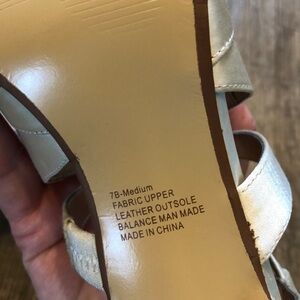 7B-Medium
FABRIC UPPER
LEATHER OUTSOLE
BALANCE MAN MADE
MADE IN CHINA